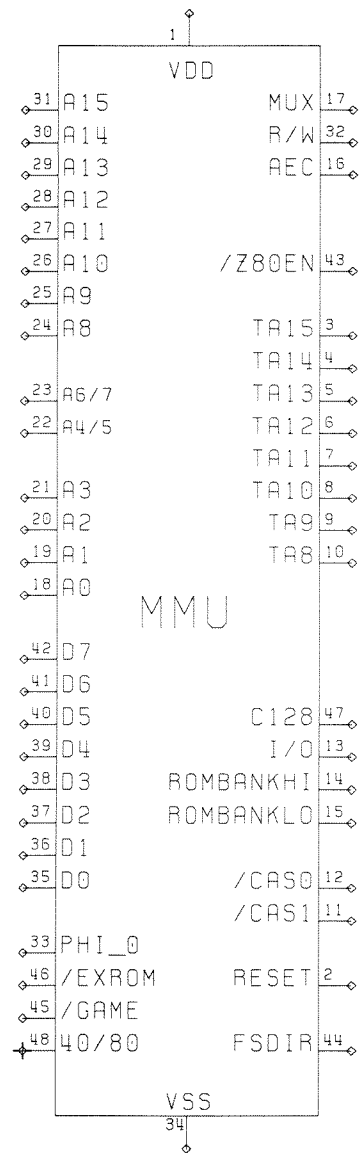 1
VDD
31 A15 MUX 17
30 A14 R/W 32
29 A13 AEC 16
28 A12
27 A11
26 A10 /Z80EN 43
25 A9
24 A8 TA15 3
TA14 4
23 A6/7 TA13 5
22 A4/5 TA12 6
TA11 7
21 A3 TA10 8
20 A2 TA9 9
19 A1 TA8 10
18 A0
MMU
42 D7
41 D6
40 D5 C128 47
39 D4 I/O 13
38 D3 ROMBANKHI 14
37 D2 ROMBANKLO 15
36 D1
35 D0 /CAS0 12
/CAS1 11
33 PHI_0
46 /EXROM RESET 2
45 /GAME
48 40/80 FSDIR 44
VSS
34